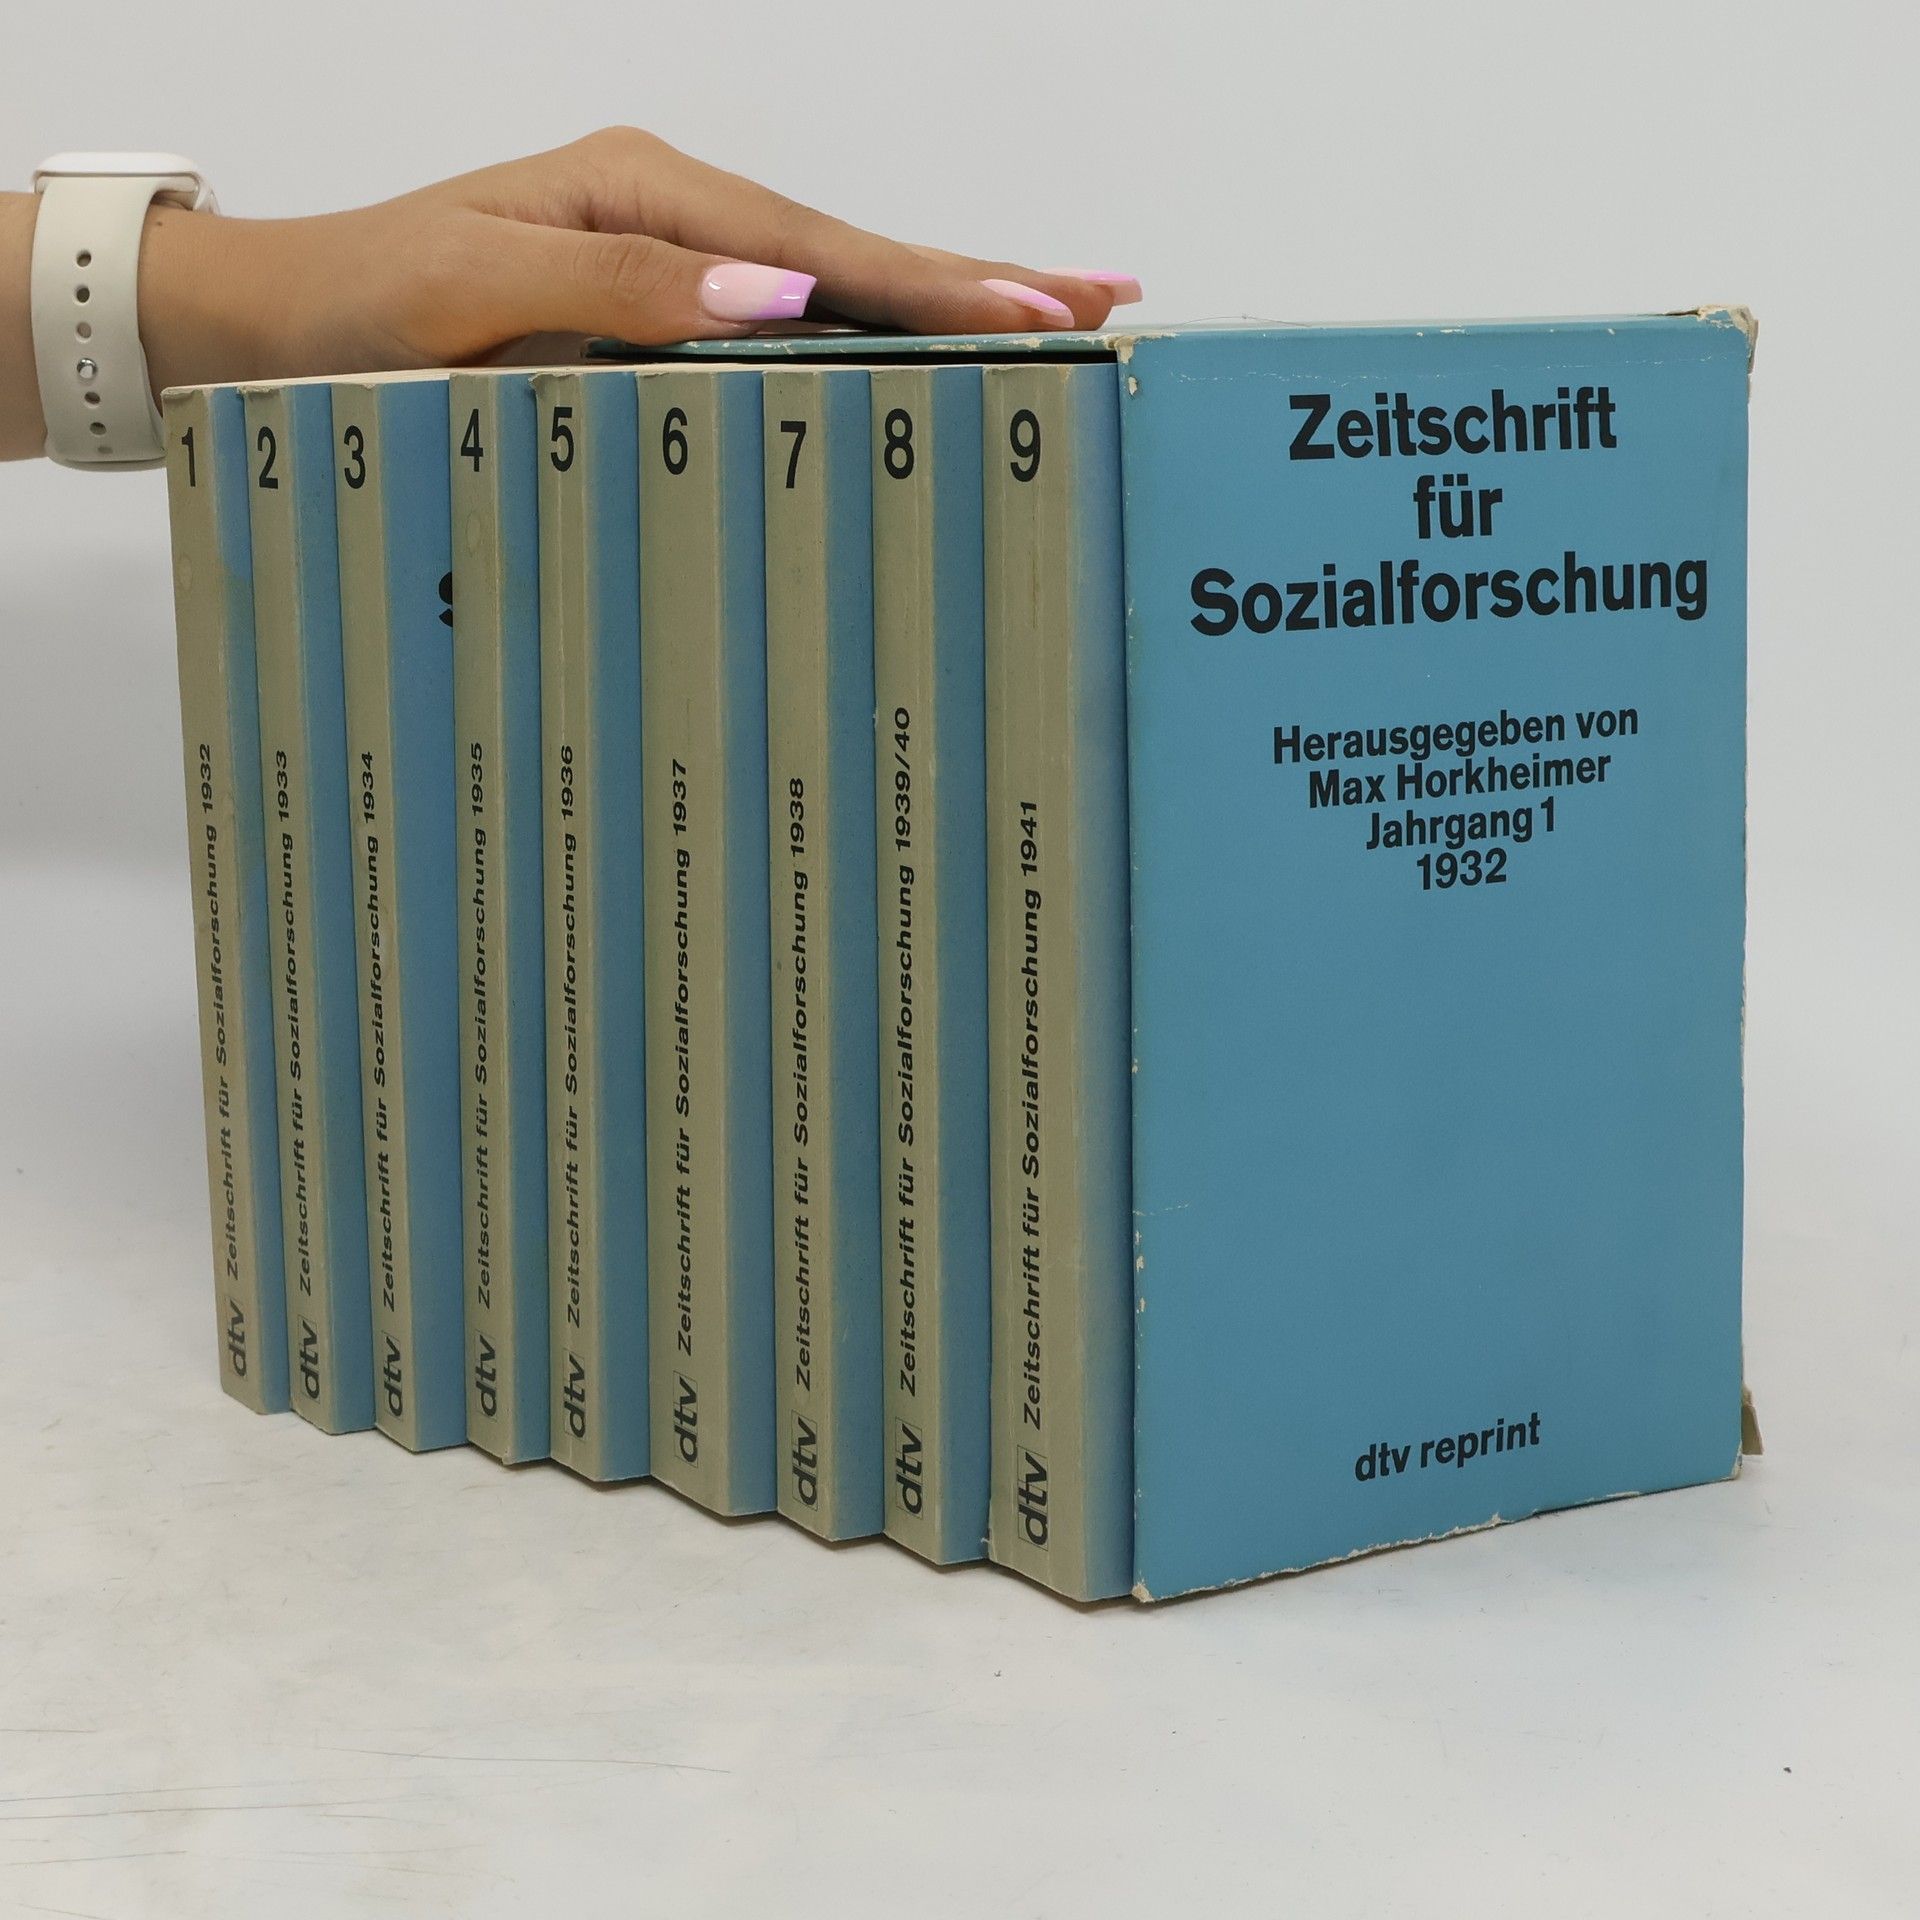 1
Zeitschrift für Sozialforschung 1932
dtv
2
Zeitschrift für Sozialforschung 1933
dtv
3
Zeitschrift für Sozialforschung 1934
dtv
S
4
Zeitschrift für Sozialforschung 1935
dtv
5
Zeitschrift für Sozialforschung 1936
dtv
6
Zeitschrift für Sozialforschung 1937
dtv
7
Zeitschrift für Sozialforschung 1938
dtv
8
Zeitschrift für Sozialforschung 1939/40
dtv
9
Zeitschrift für Sozialforschung 1941
dtv
Zeitschrift
für
Sozialforschung
Herausgegeben von
Max Horkheimer
Jahrgang 1
1932
dtv reprint